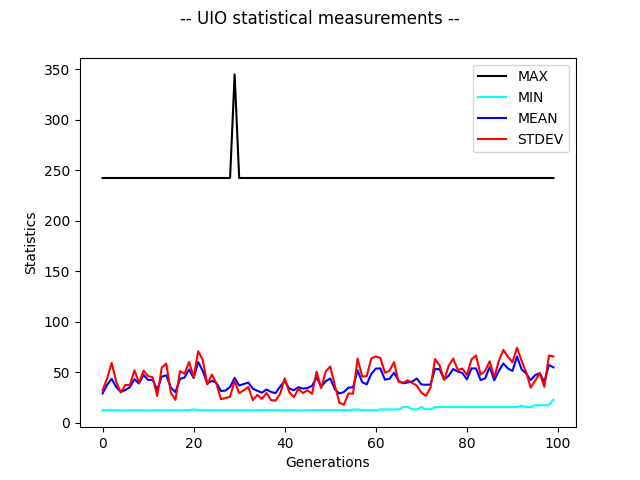 -- UIO statistical measurements --
350
300
250
200
150
100
50
0
Statistics
MAX
MIN
MEAN
STDEV
0 20 40 60 80 100
Generations